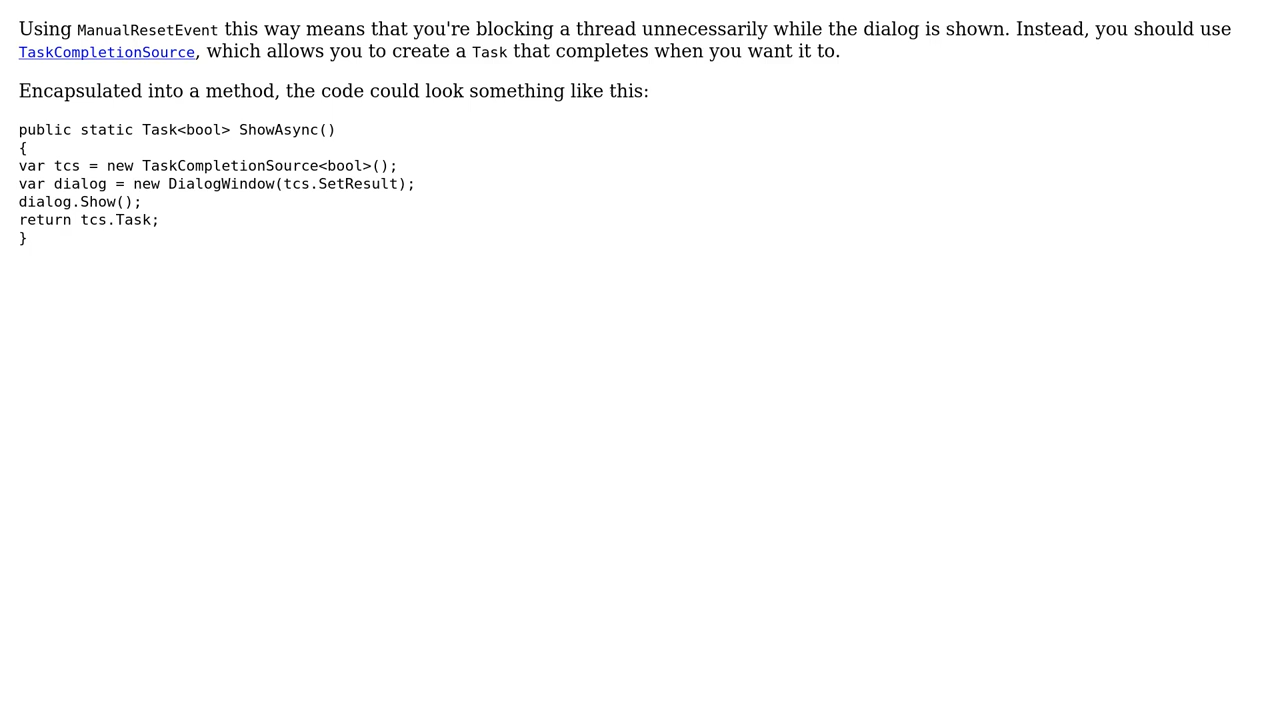 Using ManualResetEvent this way means that you're blocking a thread unnecessarily while the dialog is shown. Instead, you should use
TaskCompletionSource, which allows you to create a Task that completes when you want it to.
Encapsulated into a method, the code could look something like this:
public static Task<bool> ShowAsync()
{
var tcs = new TaskCompletionSource<bool>();
var dialog = new DialogWindow(tcs.SetResult);
dialog.Show();
return tcs.Task;
}